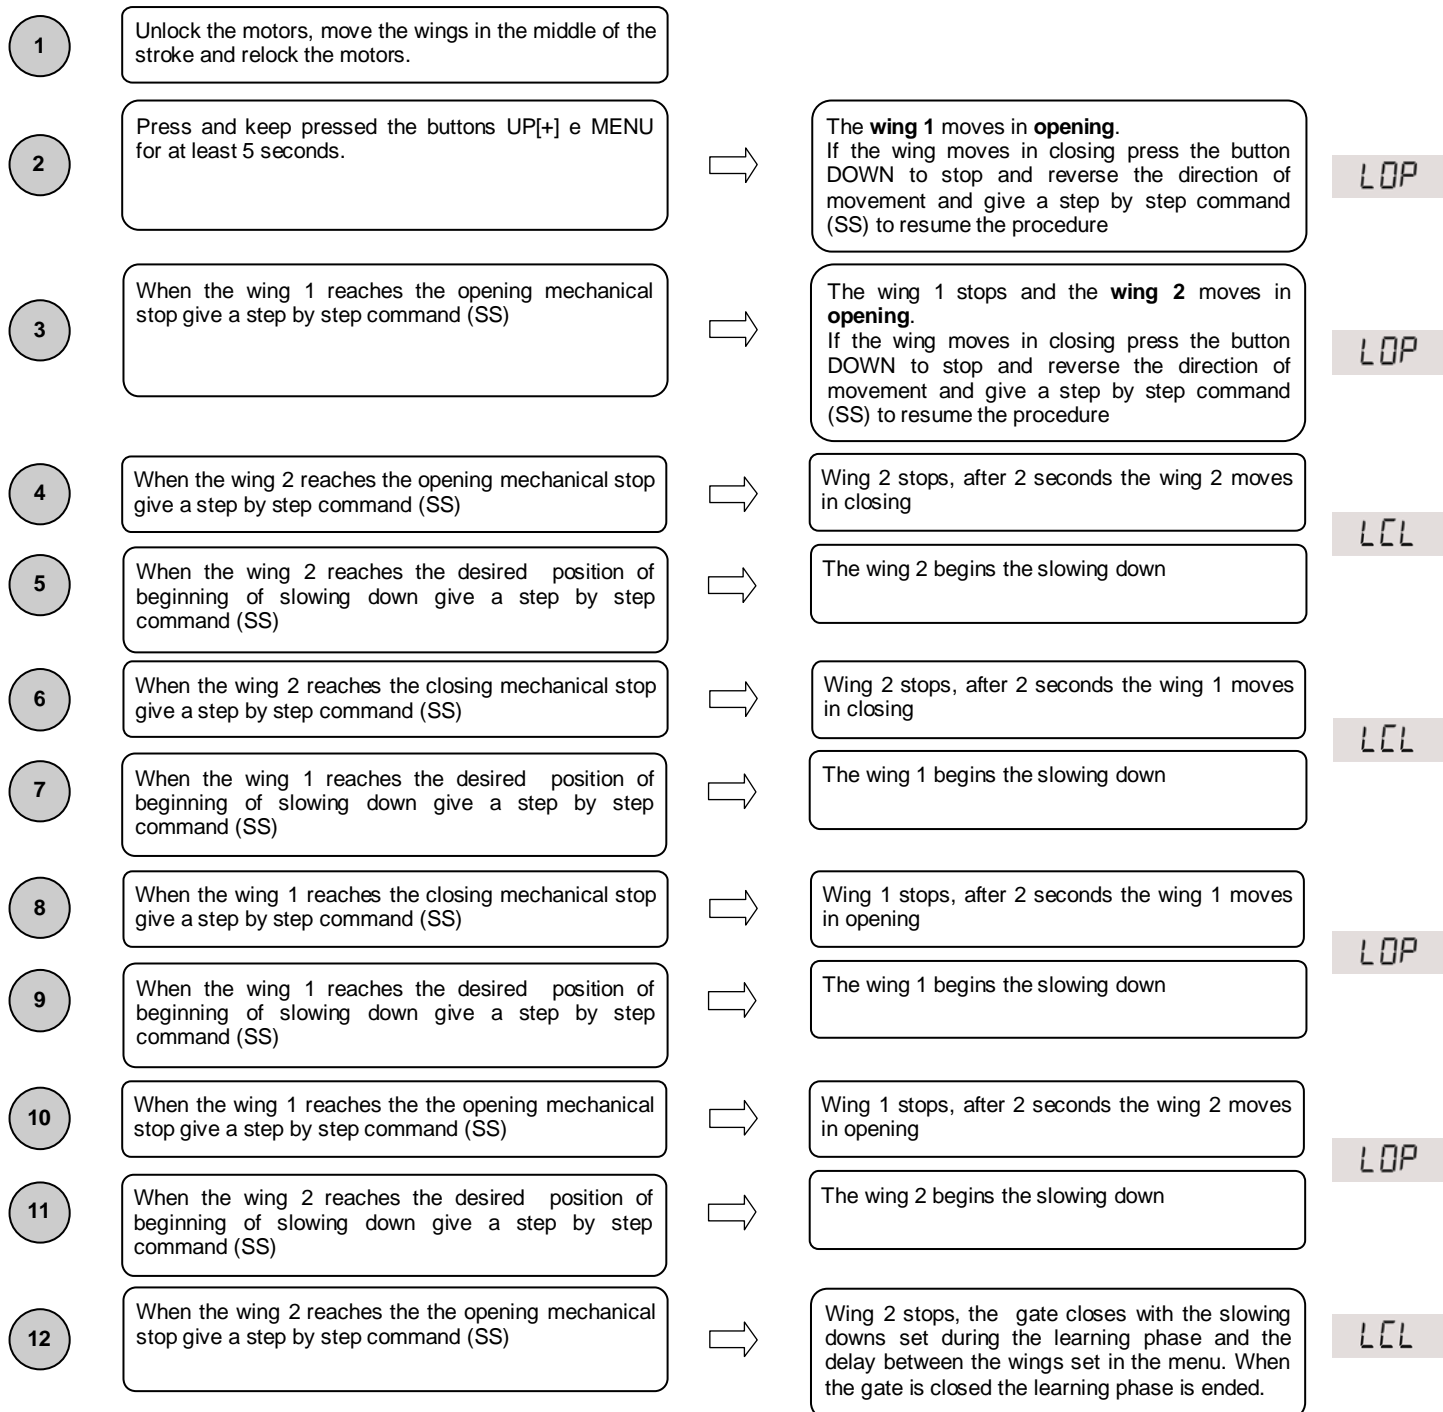 1
Unlock the motors, move the wings in the middle of the
stroke and relock the motors.
2
Press and keep pressed the buttons UP[+] e MENU
for at least 5 seconds.
The wing 1 moves in opening.
If the wing moves in closing press the button
DOWN to stop and reverse the direction of
movement and give a step by step command
(SS) to resume the procedure
LOP
3
When the wing 1 reaches the opening mechanical
stop give a step by step command (SS)
The wing 1 stops and the wing 2 moves in
opening.
If the wing moves in closing press the button
DOWN to stop and reverse the direction of
movement and give a step by step command
(SS) to resume the procedure
LOP
4
When the wing 2 reaches the opening mechanical stop
give a step by step command (SS)
Wing 2 stops, after 2 seconds the wing 2 moves
in closing
LCL
5
When the wing 2 reaches the desired position of
beginning of slowing down give a step by step
command (SS)
The wing 2 begins the slowing down
6
When the wing 2 reaches the closing mechanical stop
give a step by step command (SS)
Wing 2 stops, after 2 seconds the wing 1 moves
in closing
LCL
7
When the wing 1 reaches the desired position of
beginning of slowing down give a step by step
command (SS)
The wing 1 begins the slowing down
8
When the wing 1 reaches the closing mechanical stop
give a step by step command (SS)
Wing 1 stops, after 2 seconds the wing 1 moves
in opening
LOP
9
When the wing 1 reaches the desired position of
beginning of slowing down give a step by step
command (SS)
The wing 1 begins the slowing down
10
When the wing 1 reaches the the opening mechanical
stop give a step by step command (SS)
Wing 1 stops, after 2 seconds the wing 2 moves
in opening
LOP
11
When the wing 2 reaches the desired position of
beginning of slowing down give a step by step
command (SS)
The wing 2 begins the slowing down
12
When the wing 2 reaches the the opening mechanical
stop give a step by step command (SS)
Wing 2 stops, the gate closes with the slowing
downs set during the learning phase and the
delay between the wings set in the menu. When
the gate is closed the learning phase is ended.
LCL